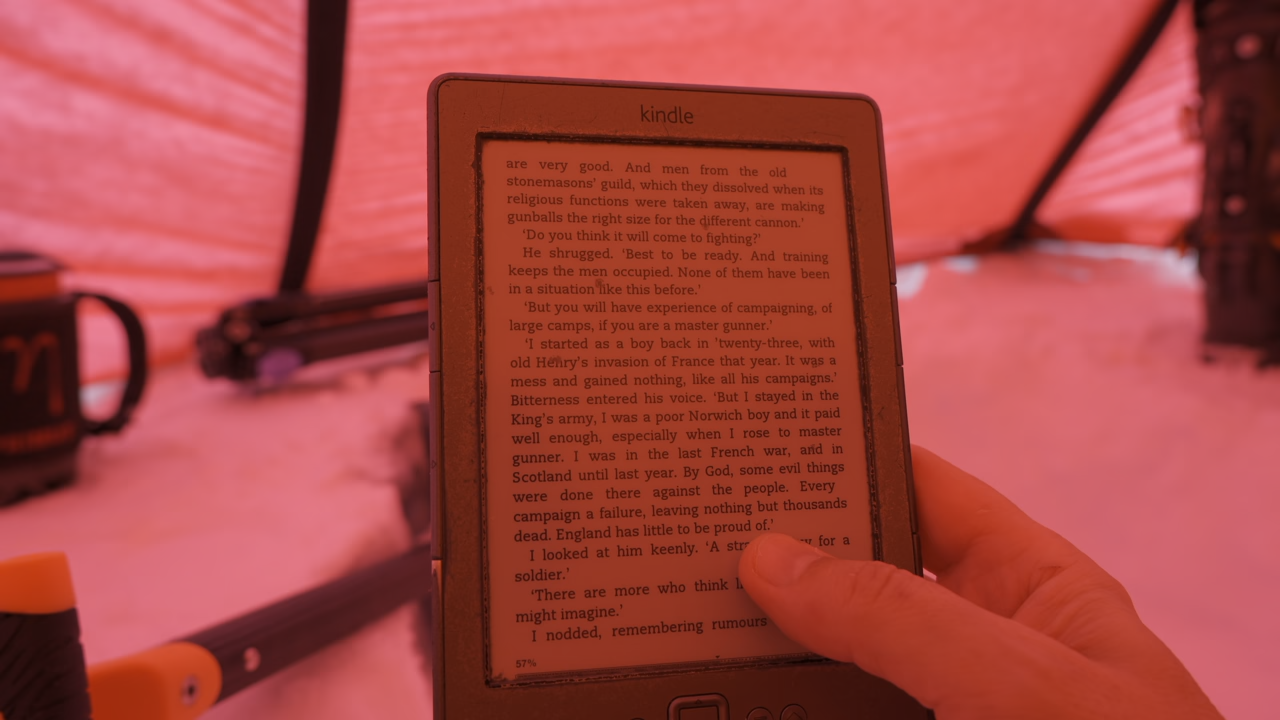 kindle
are very good. And men from the old
stonemasons' guild, which they dissolved when its
religious functions were taken away, are making
gunballs the right size for the different cannon.'
'Do you think it will come to fighting?'
He shrugged. 'Best to be ready. And training
keeps the men occupied. None of them have been
in a situation like this before.'
'But you will have experience of campaigning, of
large camps, if you are a master gunner.'
'I started as a boy back in 'twenty-three, with
old Henry's invasion of France that year. It was a
mess and gained nothing, like all his campaigns.'
Bitterness entered his voice. 'But I stayed in the
King's army, I was a poor Norwich boy and it paid
well enough, especially when I rose to master
gunner. I was in the last French war, and in
Scotland until last year. By God, some evil things
were done there against the people. Every
campaign a failure, leaving nothing but thousands
dead. England has little to be proud of.'
I looked at him keenly. 'A for a
soldier.'
'There are more who think
might imagine.'
I nodded, remembering rumours
57%